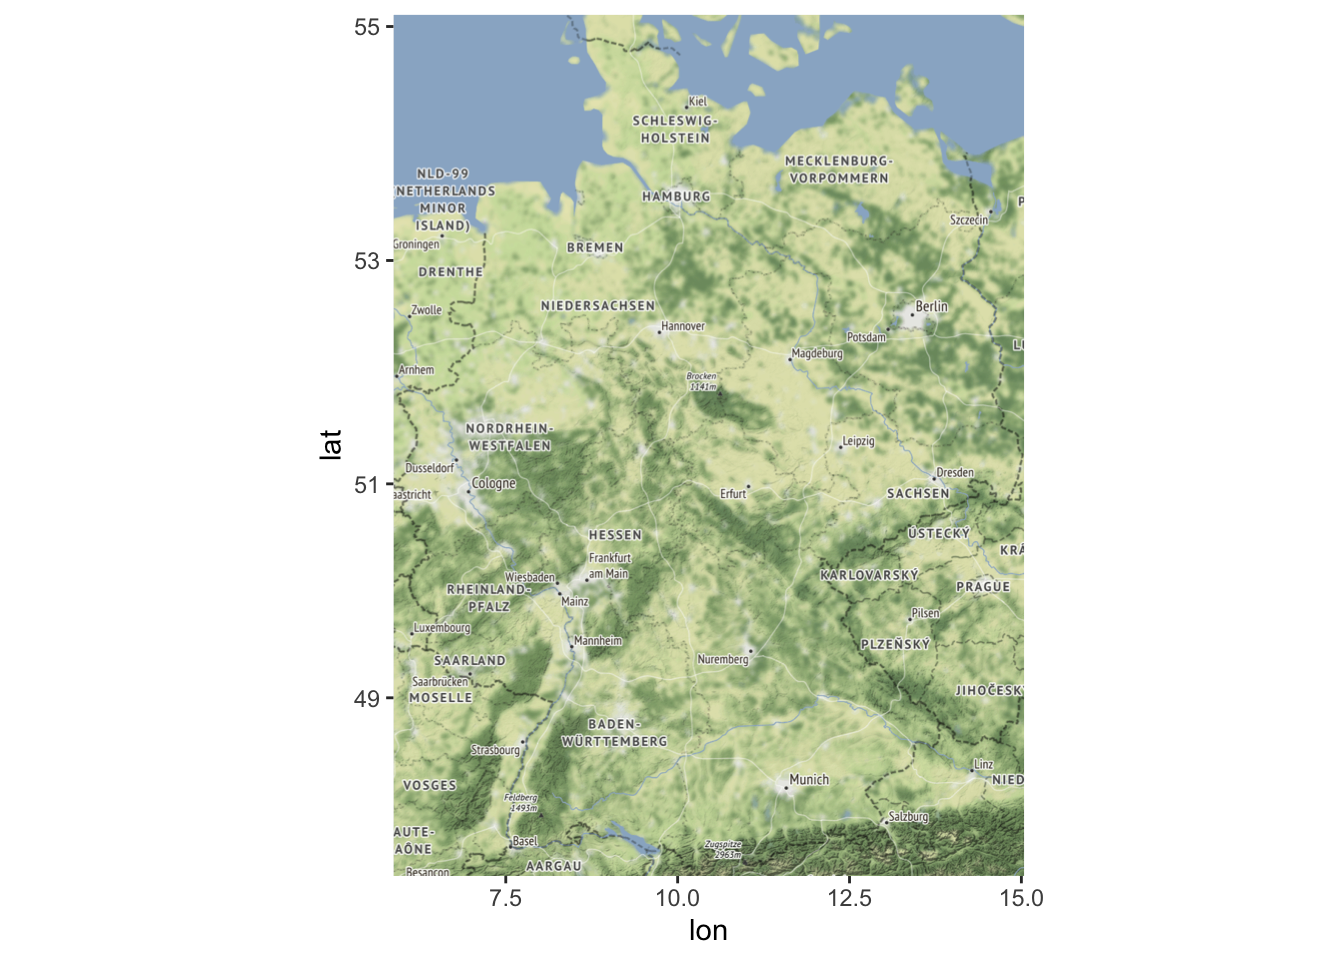 55
Kiel
SCHLESWIG-
HOLSTEIN
MECKLENBURG-
VORPOMMERN
NLD-99
NETHERLANDS
MINOR
ISLAND)
HAMBURG
Szczecin
P
Groningen
BREMEN
53
DRENTHE
Zwolle
NIEDERSACHSEN
Berlin
Hannover
Potsdam
LU
Magdeburg
Arnhem
Brocken
1141m
NORDRHEIN-
WESTFALEN
Leipzig
lat
Dusseldorf
Cologne
Dresden
51
aastricht
Erfurt
SACHSEN
HESSEN
ÚSTECKÝ
KRÁ
Frankfurt
am Main
Wiesbaden
KARLOVARSKÝ
PRAGUE
RHEINLAND-
PFALZ
Mainz
Pilsen
Luxembourg
Mannheim
PLZEŇSKÝ
SAARLAND
Nuremberg
Saarbrücken
JIHOČESK
49
MOSELLE
BADEN-
WÜRTTEMBERG
Strasbourg
Linz
VOSGES
Munich
NIED
Feldberg
1493m
Salzburg
AUTE-
AÔNE
Basel
Zugspitze
2963m
AARGAU
Besançon
7.5
10.0
12.5
15.0
lon